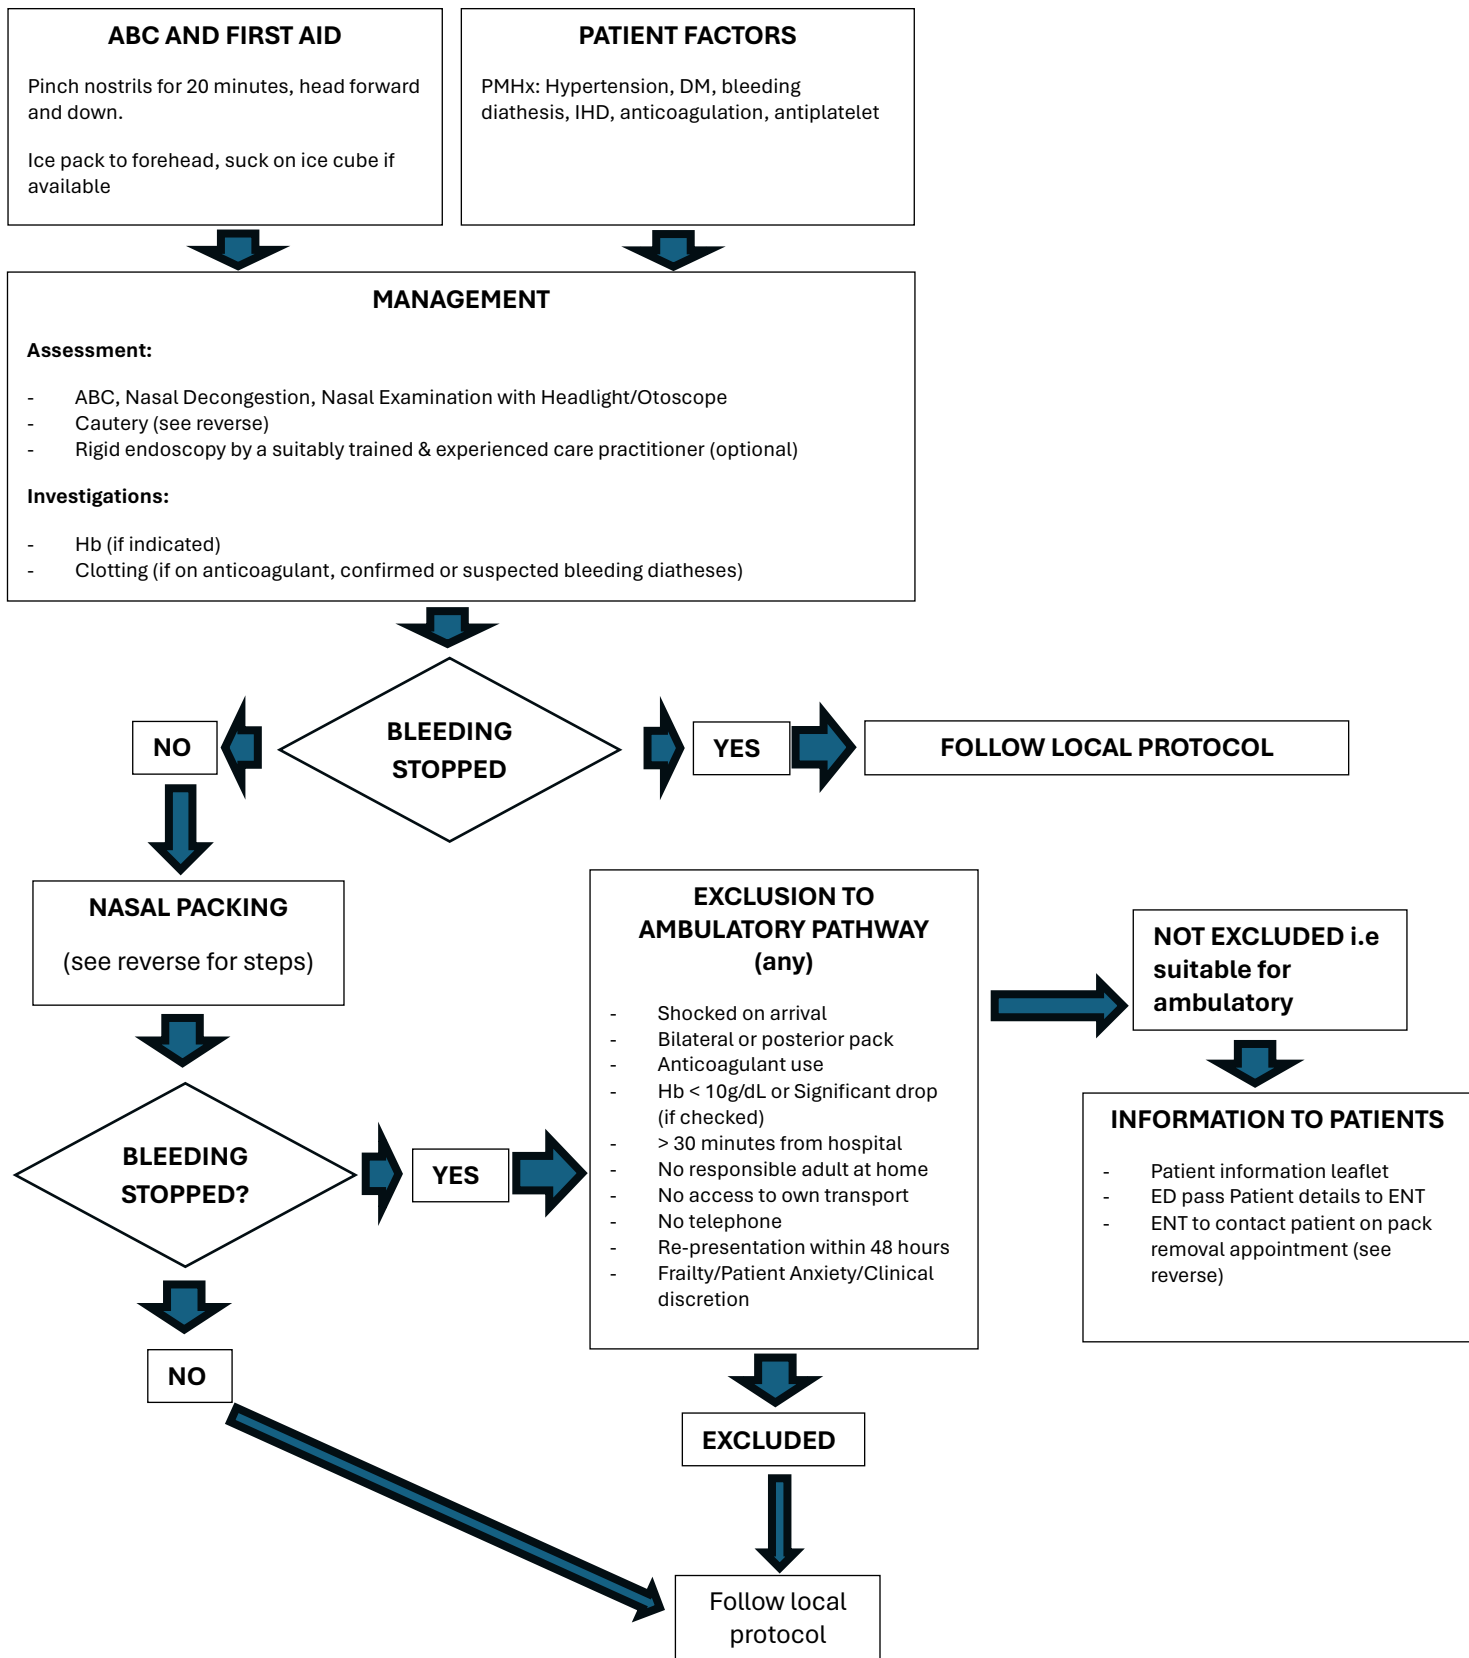 ABC AND FIRST AID
Pinch nostrils for 20 minutes, head forward
and down.
Ice pack to forehead, suck on ice cube if
available
PATIENT FACTORS
PMHx: Hypertension, DM, bleeding
diathesis, IHD, anticoagulation, antiplatelet
MANAGEMENT
Assessment:
- ABC, Nasal Decongestion, Nasal Examination with Headlight/Otoscope
- Cautery (see reverse)
- Rigid endoscopy by a suitably trained & experienced care practitioner (optional)
Investigations:
- Hb (if indicated)
- Clotting (if on anticoagulant, confirmed or suspected bleeding diatheses)
BLEEDING
STOPPED
NO
YES
FOLLOW LOCAL PROTOCOL
NASAL PACKING
(see reverse for steps)
BLEEDING
STOPPED?
YES
NO
EXCLUSION TO
AMBULATORY PATHWAY
(any)
- Shocked on arrival
- Bilateral or posterior pack
- Anticoagulant use
- Hb < 10g/dL or Significant drop
(if checked)
- > 30 minutes from hospital
- No responsible adult at home
- No access to own transport
- No telephone
- Re-presentation within 48 hours
- Frailty/Patient Anxiety/Clinical
discretion
NOT EXCLUDED i.e
suitable for
ambulatory
INFORMATION TO PATIENTS
- Patient information leaflet
- ED pass Patient details to ENT
- ENT to contact patient on pack
removal appointment (see
reverse)
EXCLUDED
Follow local
protocol